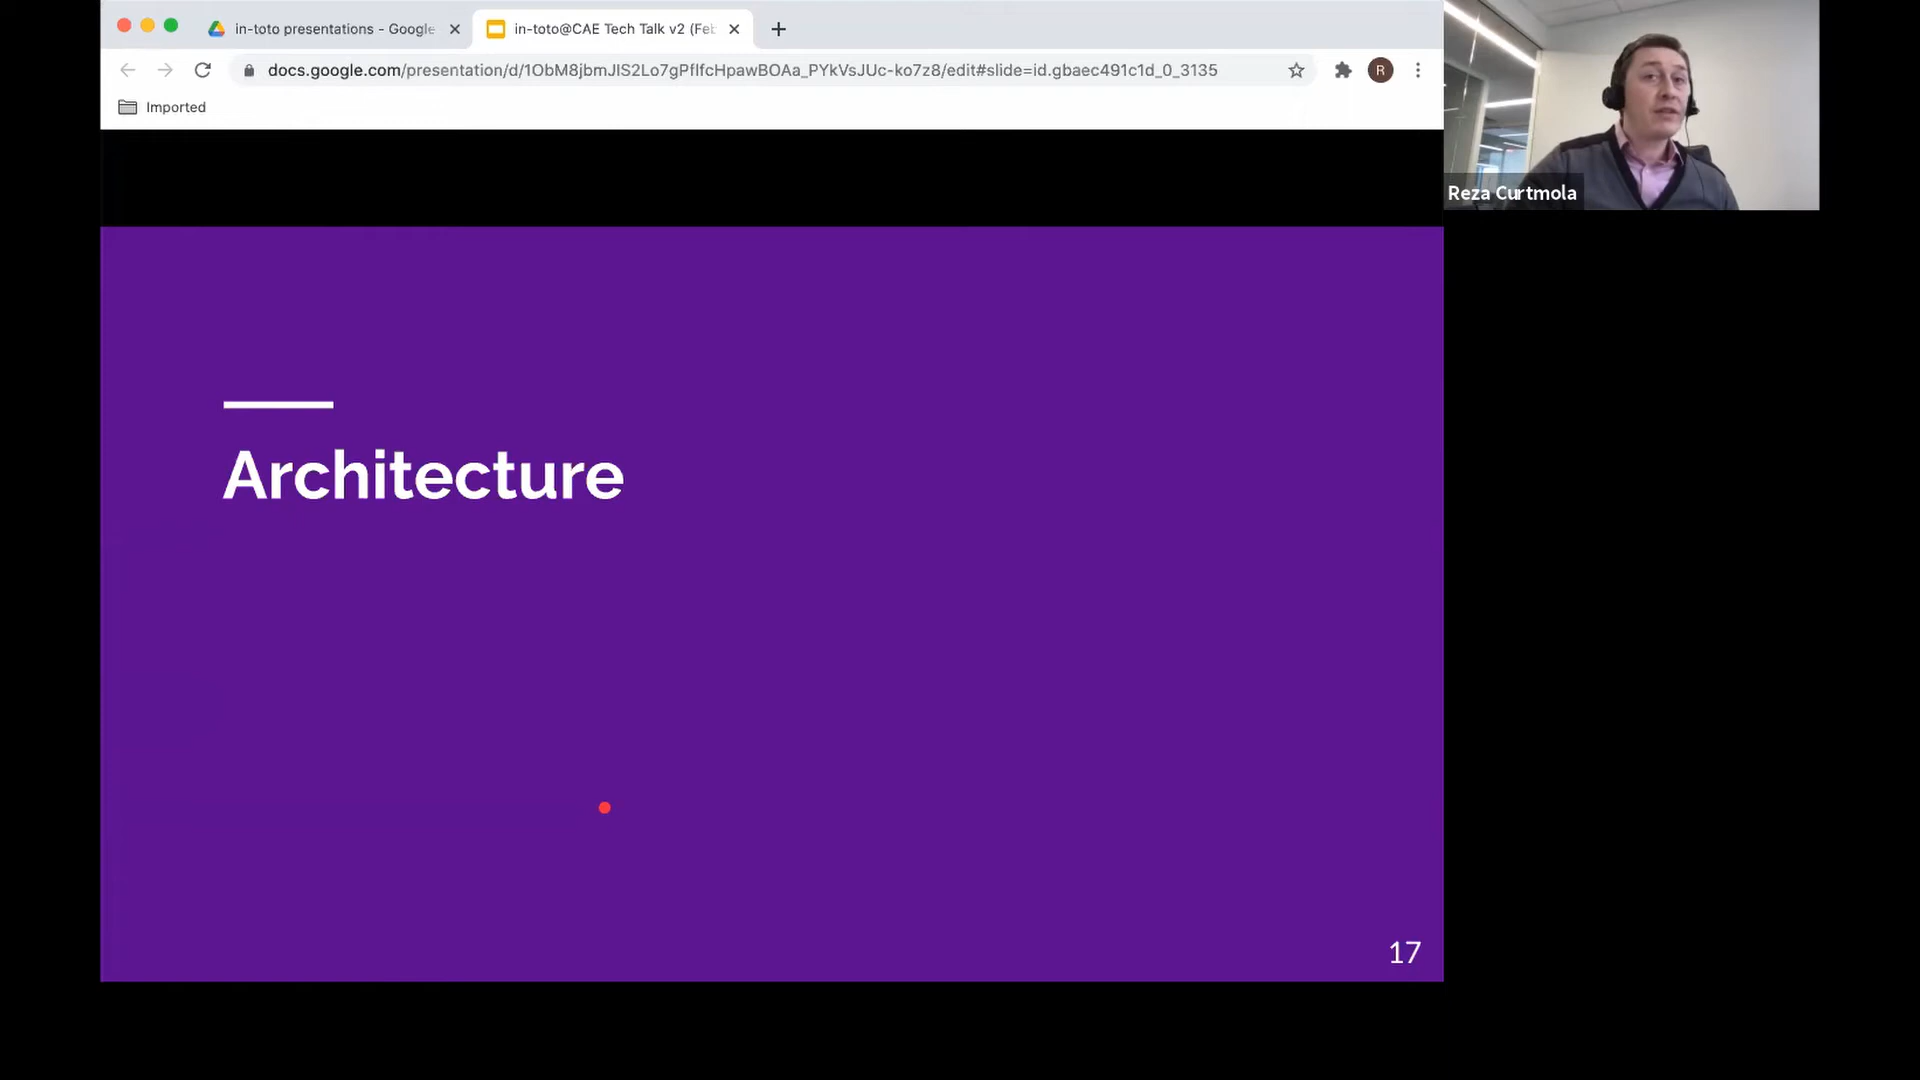 in-toto presentations - Google
in-toto@CAE Tech Talk v2 (Feb
docs.google.com/presentation/d/1ObM8jbmJIS2Lo7gPfIfcHpawBOAa_PYkVsJUc-ko7z8/edit#slide=id.gbaec491c1d_0_3135
R
Imported
Reza Curtmola
Architecture
17